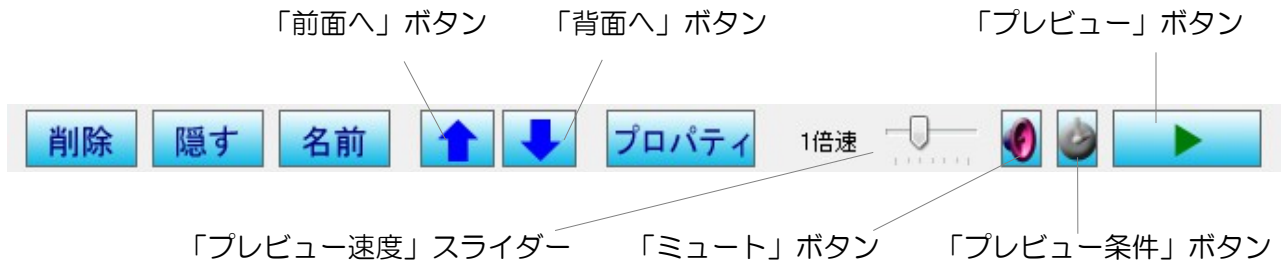 「前面へ」ボタン 「背面へ」ボタン 「プレビュー」ボタン
削除 隠す 名前 プロパティ 1倍速
「プレビュー速度」スライダー 「ミュート」ボタン 「プレビュー条件」ボタン